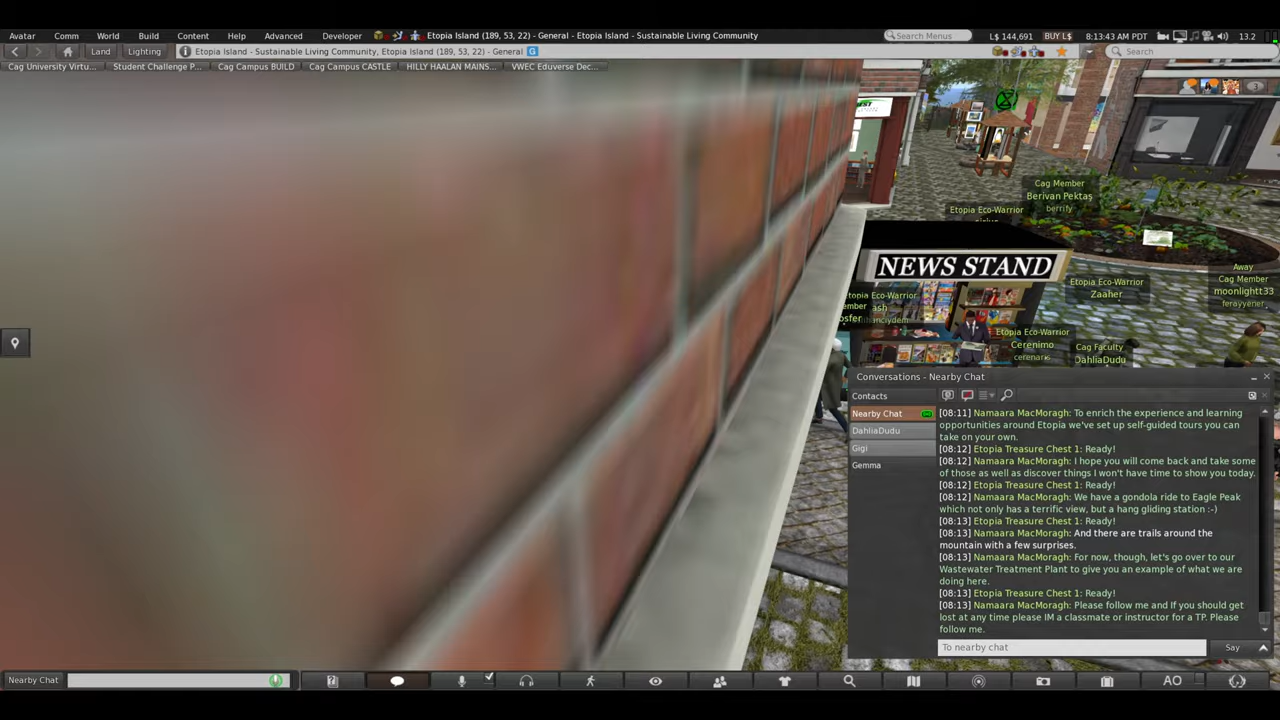 Avatar Comm World Build Content Help Advanced Developer Etopia Island (189, 53, 22) - General - Etopia Island - Sustainable Living Community Search Menus L$ 144,691 BUY L$ 8:13:43 AM PDT 13.2
Land Lighting Etopia Island - Sustainable Living Community, Etopia Island (189, 53, 22) - General G Search
Cag University Virtu... Student Challenge P... Cag Campus BUILD Cag Campus CASTLE HILLY HAALAN MAINS... VWEC Eduverse Dec...
3
Cag Member
Berivan Pektaş
berrify
Etopia Eco-Warrior
NEWS STAND
Etopia Eco-Warrior
Zaaher
Away
Cag Member
moonlightt33
ferayyener
Etopia Eco-Warrior
Etopia Eco-Warrior
Cerenimo
cerenaris
Cag Faculty
DahliaDudu
Conversations - Nearby Chat
Contacts
Nearby Chat
DahliaDudu
Gigi
Gemma
[08:11] Namaara MacMoragh: To enrich the experience and learning
opportunities around Etopia we've set up self-guided tours you can
take on your own.
[08:12] Etopia Treasure Chest 1: Ready!
[08:12] Namaara MacMoragh: I hope you will come back and take some
of those as well as discover things I won't have time to show you today.
[08:12] Etopia Treasure Chest 1: Ready!
[08:12] Namaara MacMoragh: We have a gondola ride to Eagle Peak
which not only has a terrific view, but a hang gliding station :-)
[08:13] Etopia Treasure Chest 1: Ready!
[08:13] Namaara MacMoragh: And there are trails around the
mountain with a few surprises.
[08:13] Namaara MacMoragh: For now, though, let's go over to our
Wastewater Treatment Plant to give you an example of what we are
doing here.
[08:13] Etopia Treasure Chest 1: Ready!
[08:13] Namaara MacMoragh: Please follow me and If you should get
lost at any time please IM a classmate or instructor for a TP. Please
follow me.
To nearby chat Say
Nearby Chat AO